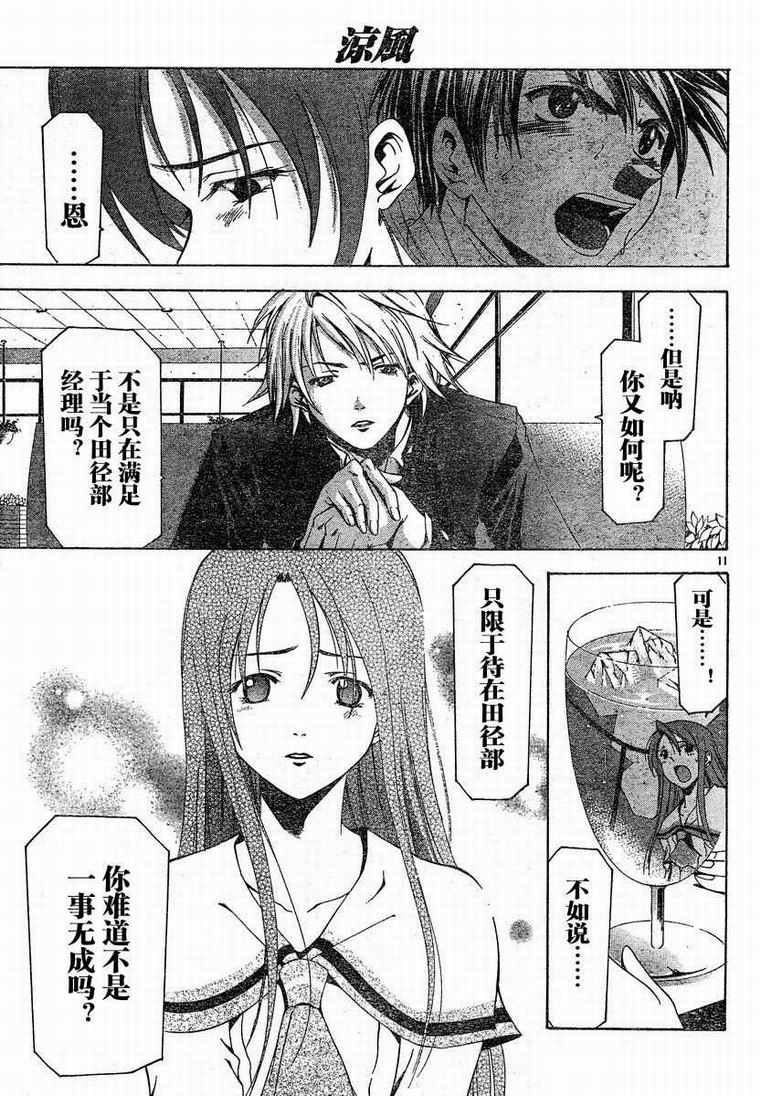 涼風
……恩
……但是呐
你又如何呢？
不是只在满足
于当个田径部
经理吗？
11
可是……！
不如说……
只限于待在田径部
你难道不是
一事无成吗？